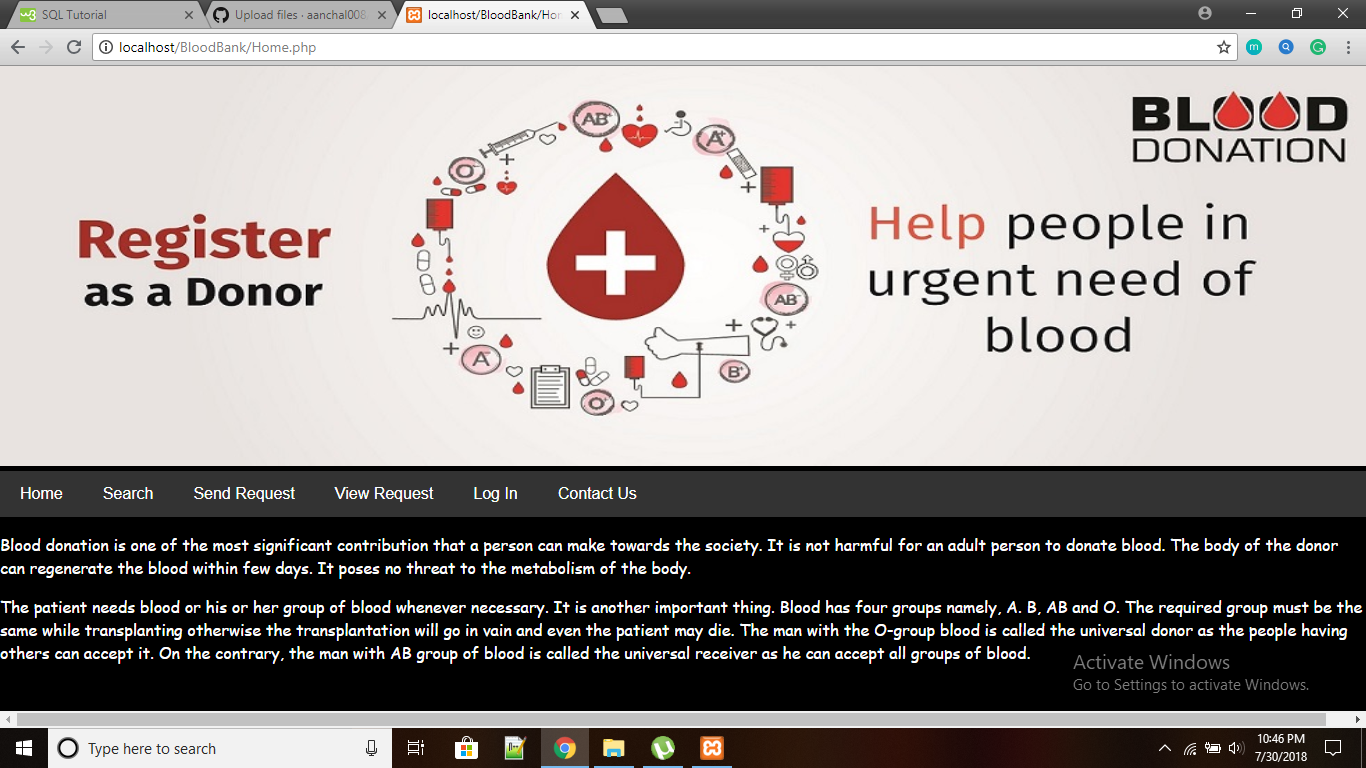 SQL Tutorial
Upload files · aanchal008
localhost/BloodBank/Hom
localhost/BloodBank/Home.php
BLOOD
DONATION
Register
as a Donor
Help people in
urgent need of
blood
AB+
A+
O-
AB-
A-
B+
O+
Home Search Send Request View Request Log In Contact Us
Blood donation is one of the most significant contribution that a person can make towards the society. It is not harmful for an adult person to donate blood. The body of the donor
can regenerate the blood within few days. It poses no threat to the metabolism of the body.
The patient needs blood or his or her group of blood whenever necessary. It is another important thing. Blood has four groups namely, A. B, AB and O. The required group must be the
same while transplanting otherwise the transplantation will go in vain and even the patient may die. The man with the O-group blood is called the universal donor as the people having
others can accept it. On the contrary, the man with AB group of blood is called the universal receiver as he can accept all groups of blood.
Activate Windows
Go to Settings to activate Windows.
Type here to search
10:46 PM
7/30/2018